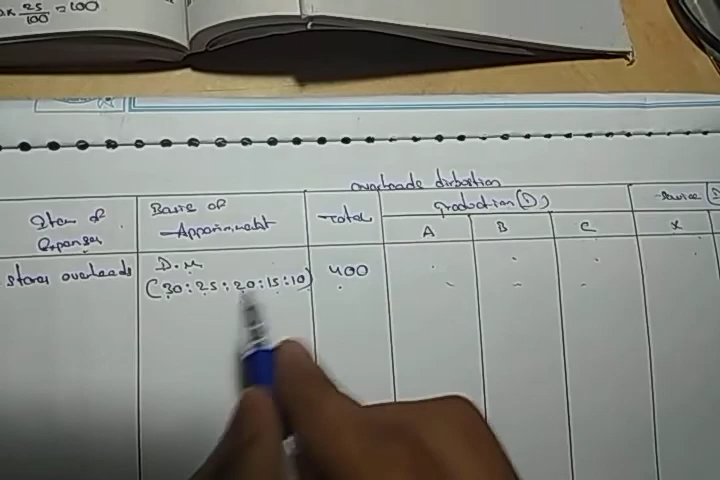 × 25/100 = 100
overheads dirbostion
Item of Expenses
Basis of Apportionment
Total
production (D)
Service (D
A
B
C
X
stores overheads
D.M
(30:25:20:15:10)
400